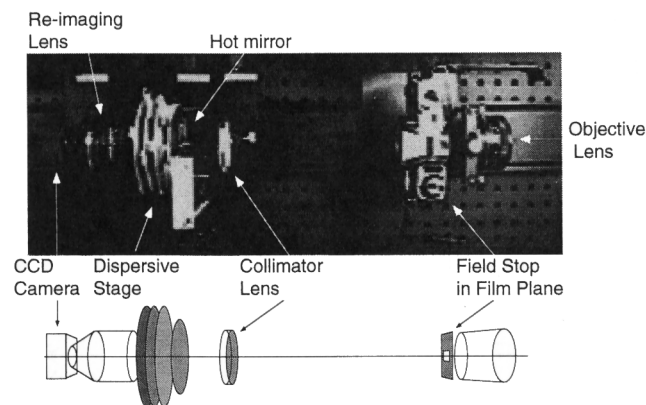 Re-imaging
Lens
Hot mirror
Objective
Lens
CCD
Camera
Dispersive
Stage
Collimator
Lens
Field Stop
in Film Plane